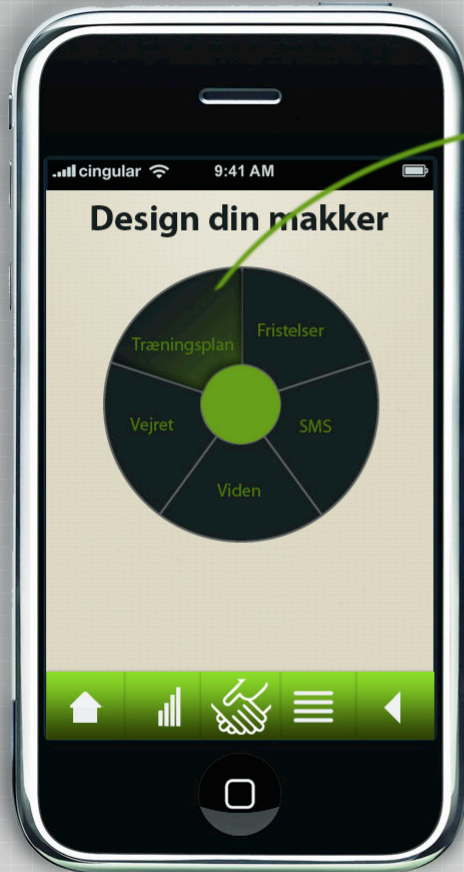 cingular 9:41 AM
Design din makker
Træningsplan
Fristelser
Vejret
SMS
Viden